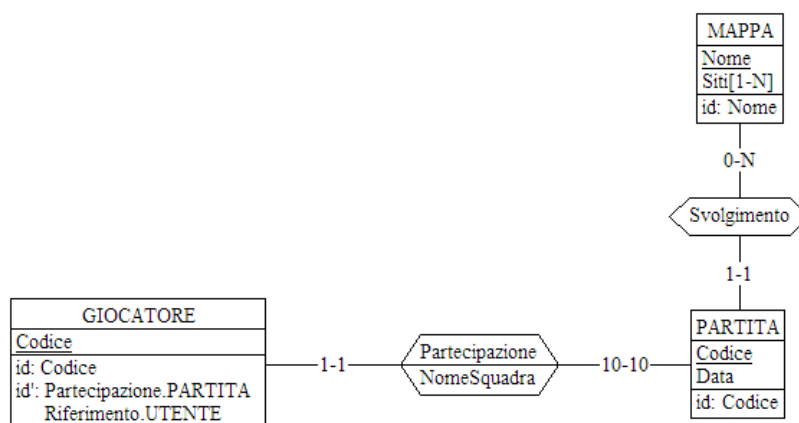 MAPPA
Nome
Siti[1-N]
id: Nome
0-N
Svolgimento
1-1
GIOCATORE
Codice
id: Codice
id': Partecipazione.PARTITA
Riferimento.UTENTE
1-1
Partecipazione
NomeSquadra
10-10
PARTITA
Codice
Data
id: Codice